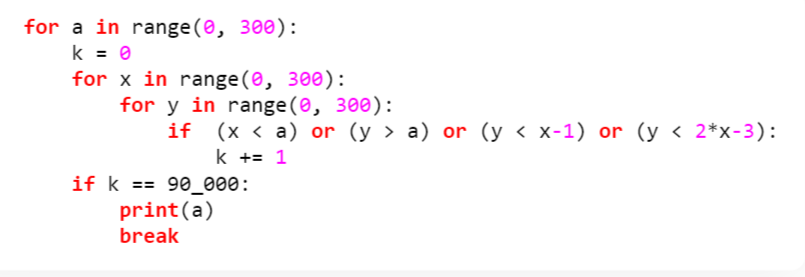 for a in range(0, 300):
    k = 0
    for x in range(0, 300):
        for y in range(0, 300):
            if  (x < a) or (y > a) or (y < x-1) or (y < 2*x-3):
                k += 1
    if k == 90_000:
        print(a)
        break